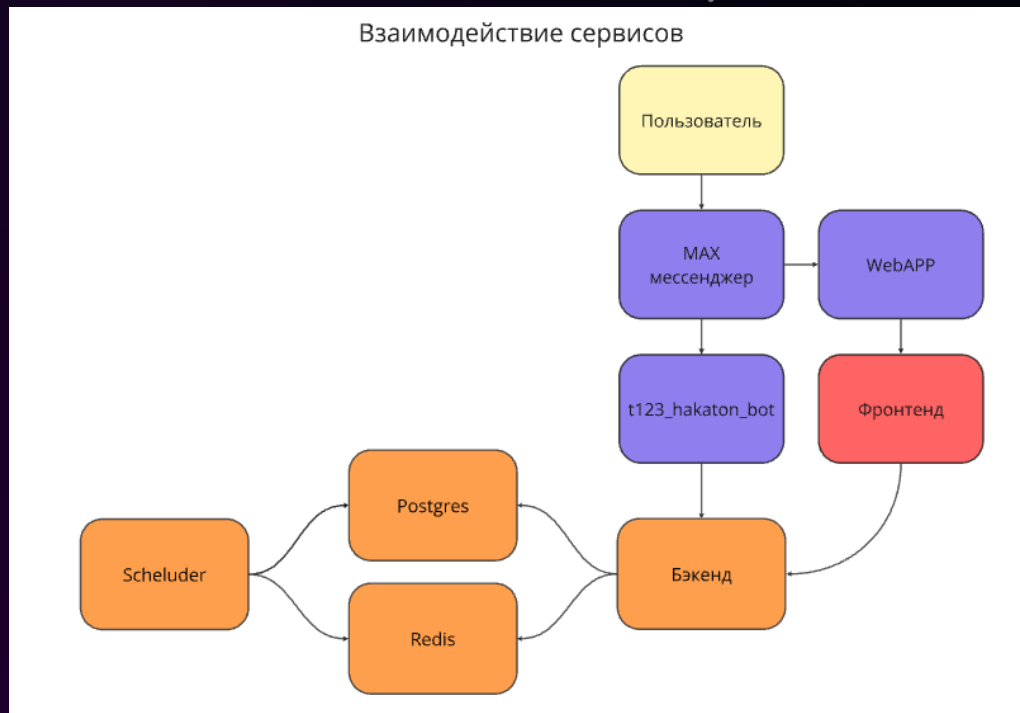 Взаимодействие сервисов
Пользователь
MAX
мессенджер
WebAPP
t123_hakaton_bot
Фронтенд
Postgres
Scheluder
Бэкенд
Redis